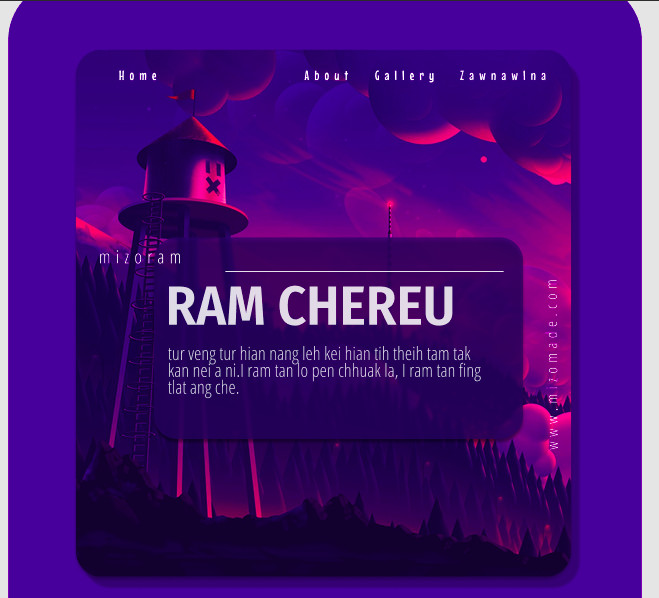 Home About Gallery Zawnawlna
mizoram
RAM CHEREU
tur veng tur hian nang leh kei hian tih theih tam tak
kan nei a ni.I ram tan lo pen chhuak la, I ram tan fing
tlat ang che.
www.mizomade.com